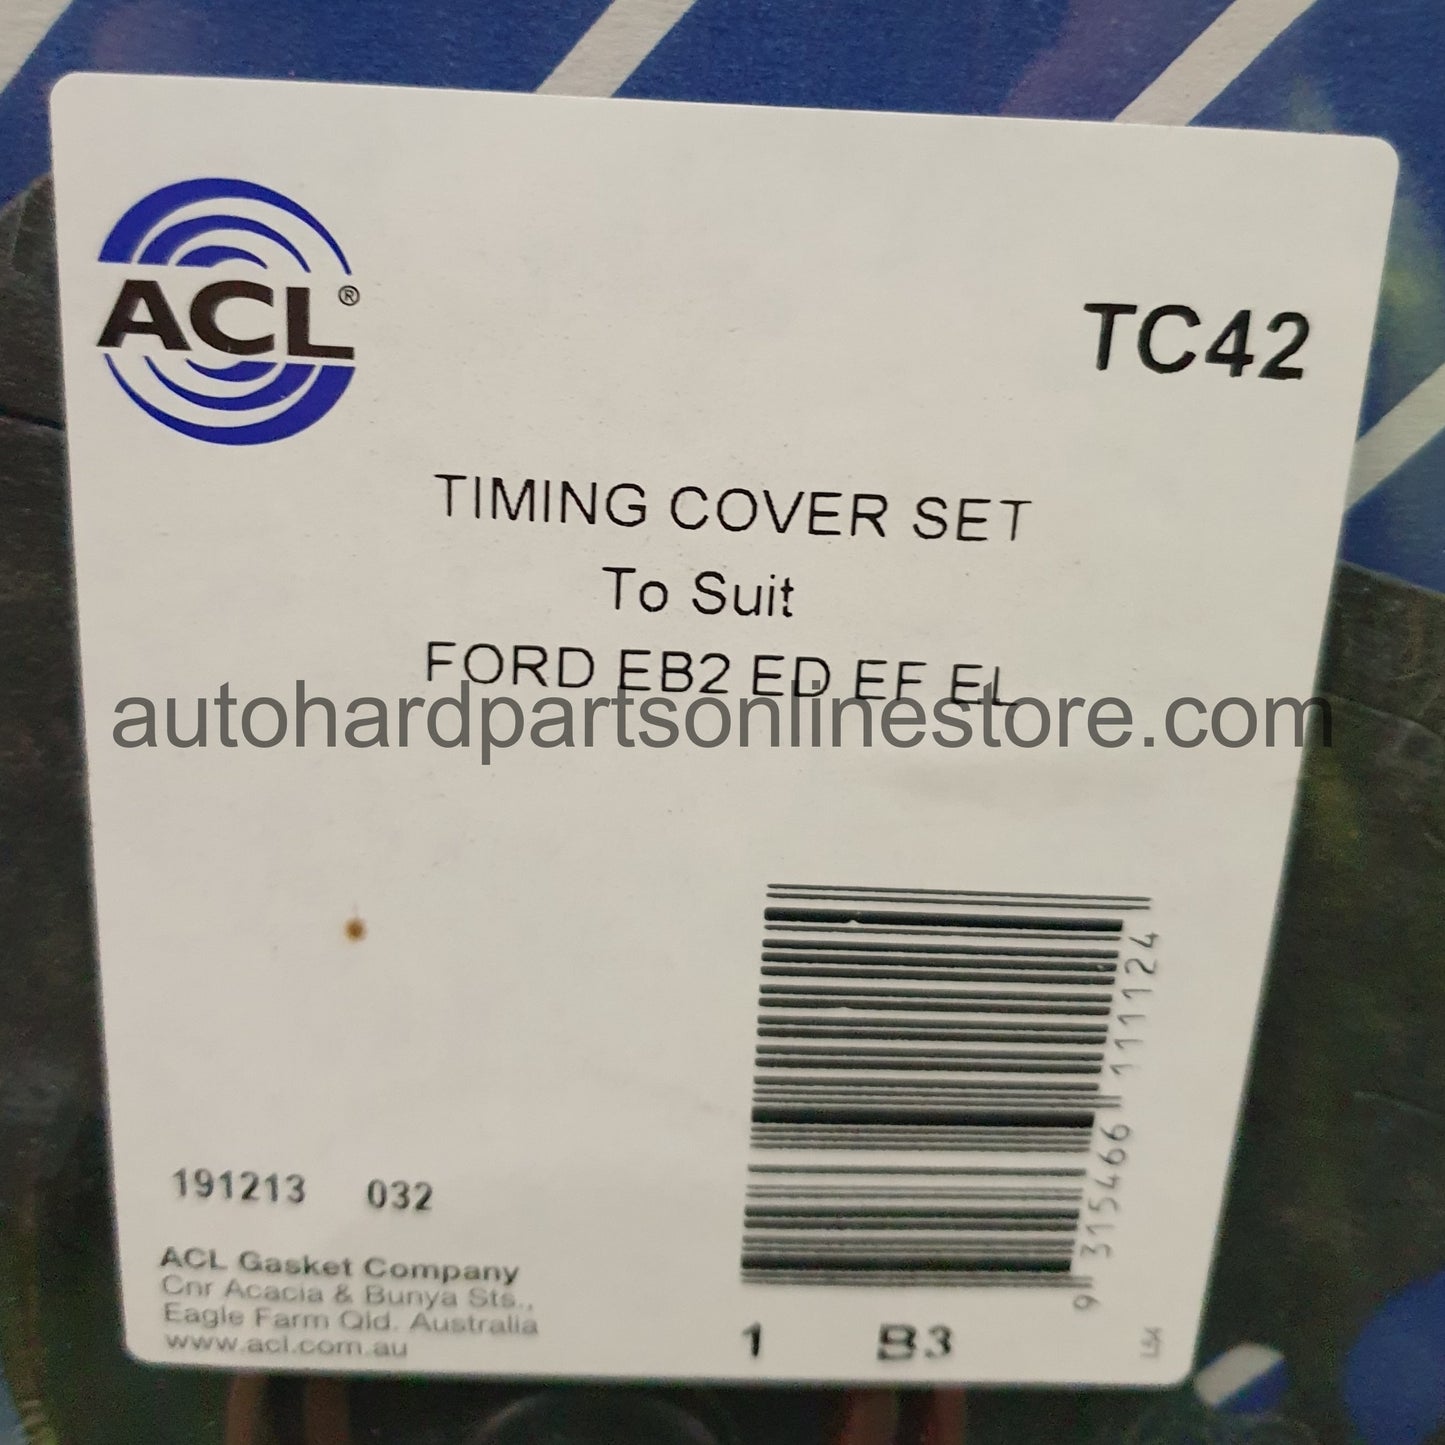 ACL®
TC42
TIMING COVER SET
To Suit
FORD EB2 ED EF EL
autohardpartsonlinestore.com
9 315466 111124
191213 032
ACL Gasket Company
Cnr Acacia & Bunya Sts.,
Eagle Farm Qld. Australia
www.acl.com.au
1 B3